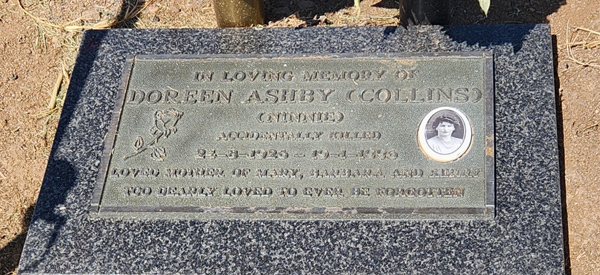 IN LOVING MEMORY OF
DOREEN ASHBY (COLLINS)
(NINNIE)
ACCIDENTALLY KILLED
LOVED MOTHER OF MARY, BARBARA AND
TOO DEARLY LOVED TO EVER BE FORGOTTEN